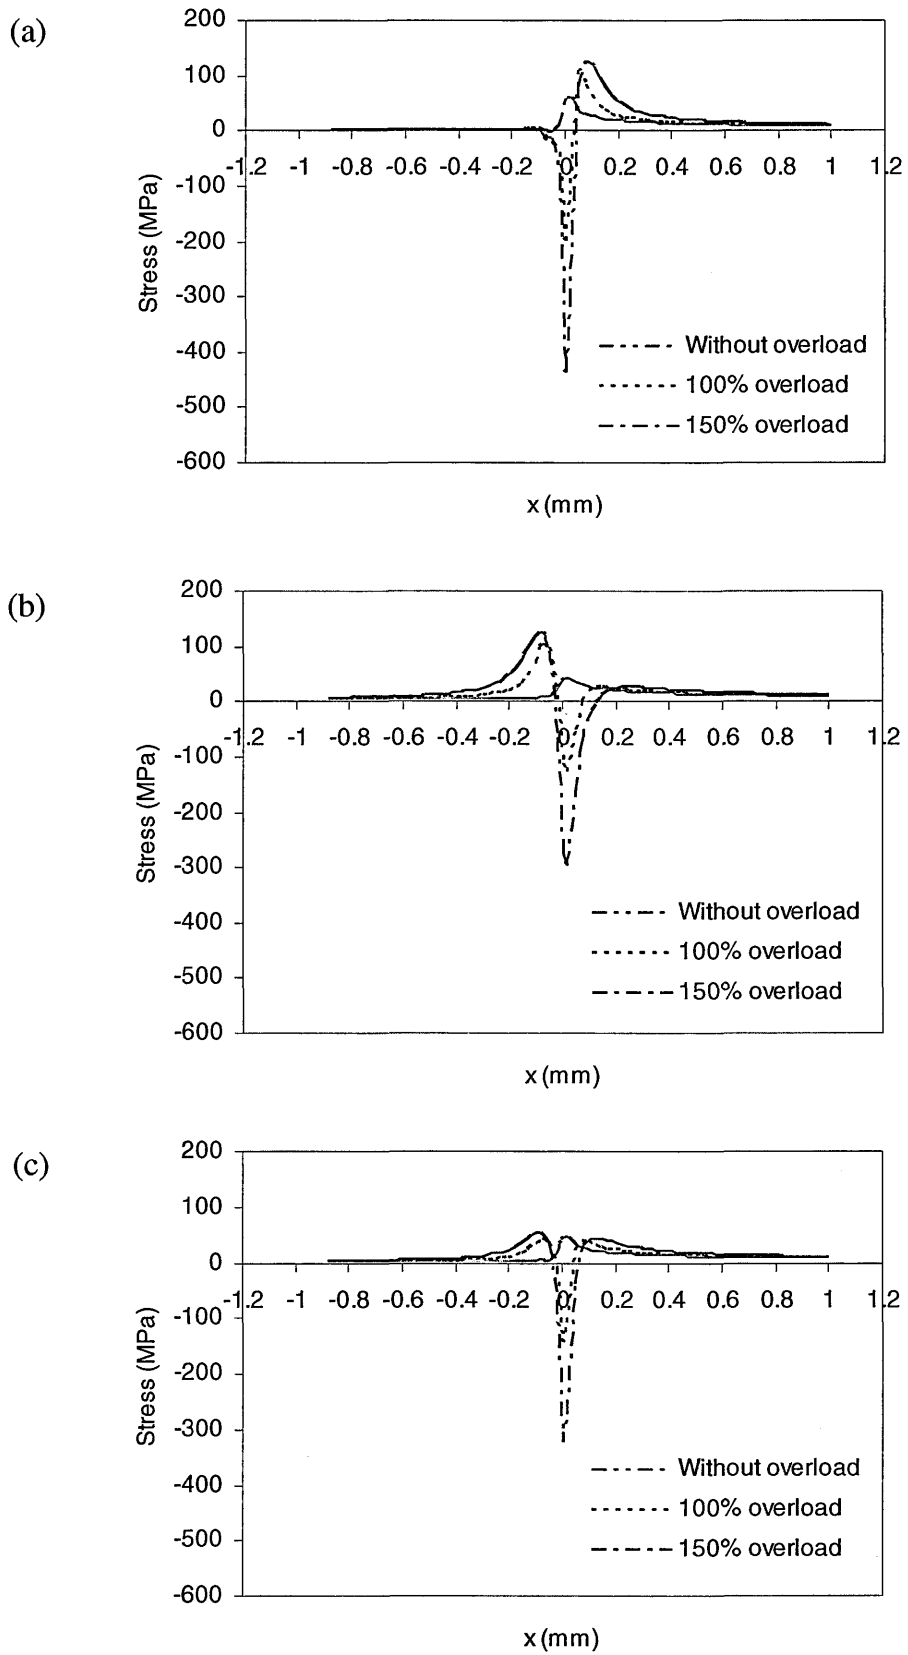 (a)
200
100
0
-1.2 -1 -0.8 -0.6 -0.4 -0.2 0 0.2 0.4 0.6 0.8 1 1.2
-100
-200
-300
-400
-500
-600
Stress (MPa)
Without overload
100% overload
150% overload
x (mm)
(b)
200
100
0
-1.2 -1 -0.8 -0.6 -0.4 -0.2 0 0.2 0.4 0.6 0.8 1 1.2
-100
-200
-300
-400
-500
-600
Stress (MPa)
Without overload
100% overload
150% overload
x (mm)
(c)
200
100
0
-1.2 -1 -0.8 -0.6 -0.4 -0.2 0 0.2 0.4 0.6 0.8 1 1.2
-100
-200
-300
-400
-500
-600
Stress (MPa)
Without overload
100% overload
150% overload
x (mm)